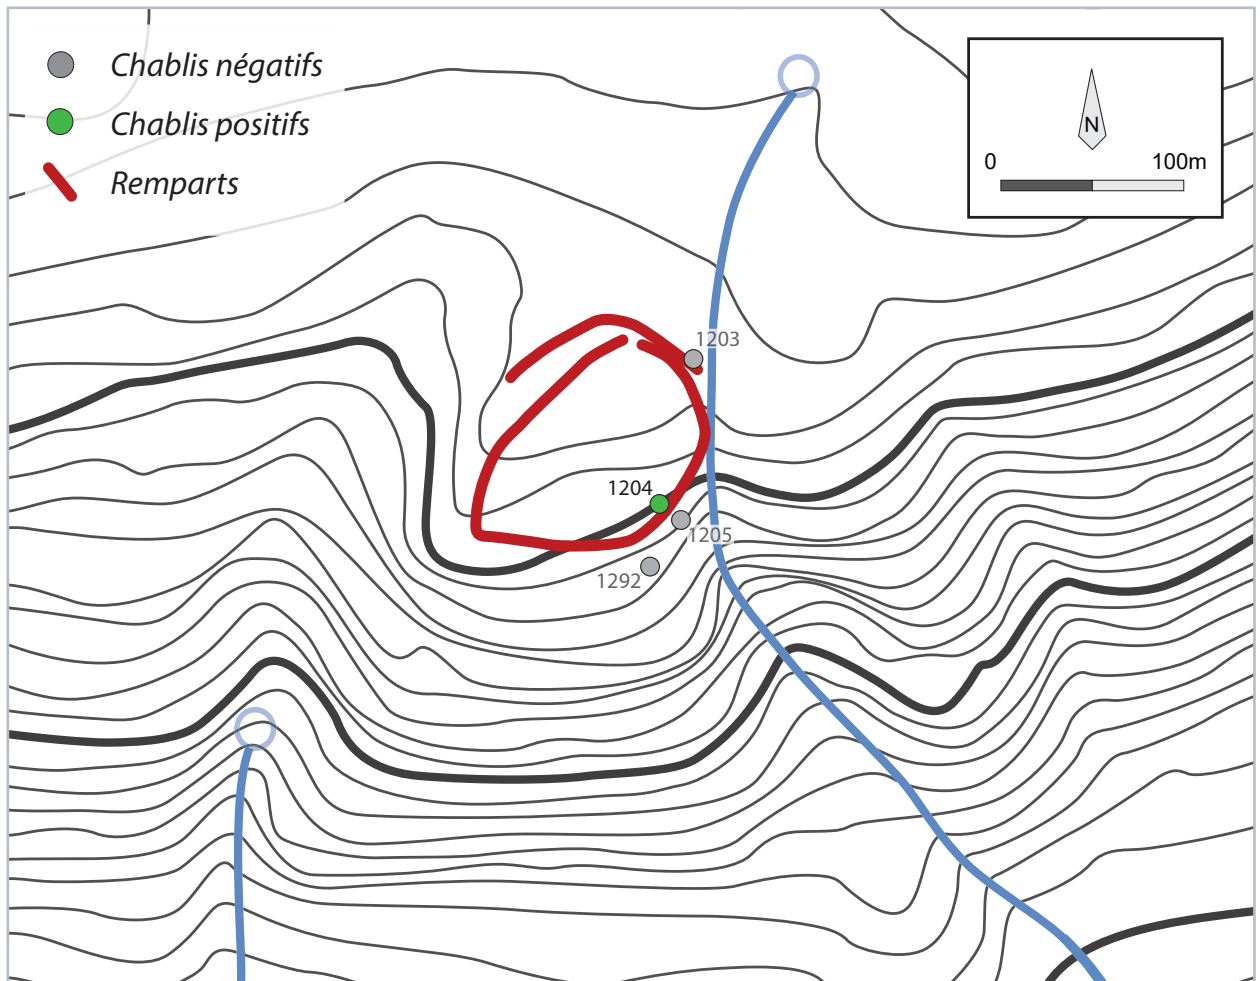 Chablis négatifs
Chablis positifs
Remparts
N
0 100m
1203
1204
1205
1292